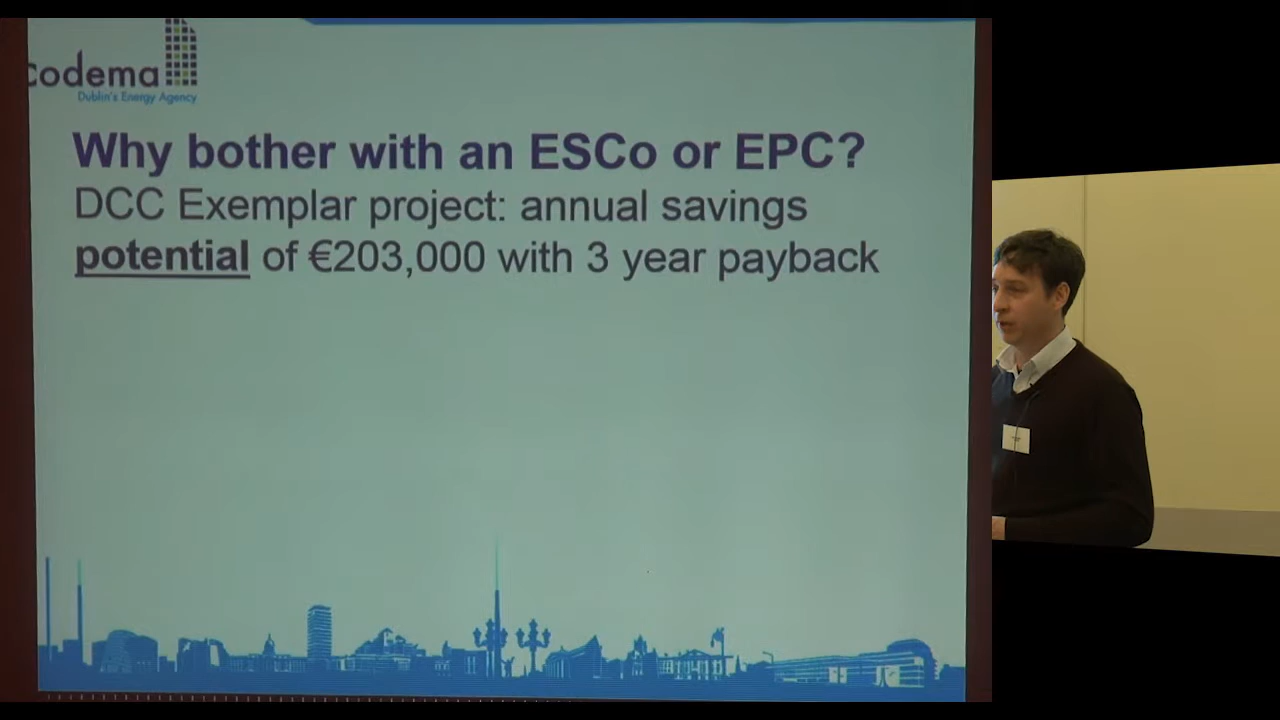 codema
Dublin's Energy Agency
Why bother with an ESCo or EPC?
DCC Exemplar project: annual savings
potential of €203,000 with 3 year payback